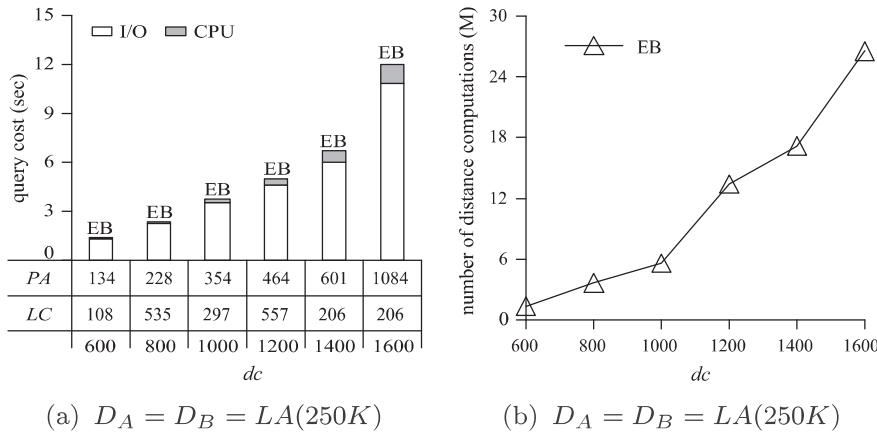 15
12
9
6
3
0
query cost (sec)
I/O CPU
EB
EB
EB
EB
EB
EB
PA 134 228 354 464 601 1084
LC 108 535 297 557 206 206
600 800 1000 1200 1400 1600
dc
(a) D_A = D_B = LA(250K)
30
24
18
12
6
0
number of distance computations (M)
EB
600 800 1000 1200 1400 1600
dc
(b) D_A = D_B = LA(250K)